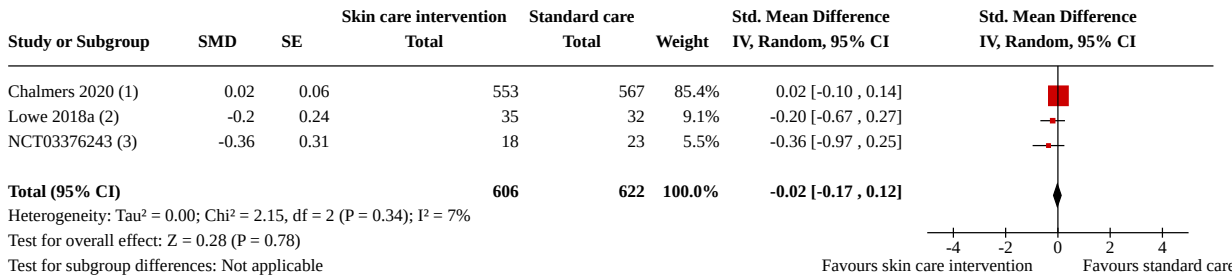 Skin care intervention Standard care Std. Mean Difference Std. Mean Difference
Study or Subgroup SMD SE Total Total Weight IV, Random, 95% CI IV, Random, 95% CI
Chalmers 2020 (1) 0.02 0.06 553 567 85.4% 0.02 [-0.10 , 0.14]
Lowe 2018a (2) -0.2 0.24 35 32 9.1% -0.20 [-0.67 , 0.27]
NCT03376243 (3) -0.36 0.31 18 23 5.5% -0.36 [-0.97 , 0.25]
Total (95% CI) 606 622 100.0% -0.02 [-0.17 , 0.12]
Heterogeneity: Tau² = 0.00; Chi² = 2.15, df = 2 (P = 0.34); I² = 7%
Test for overall effect: Z = 0.28 (P = 0.78) -4 -2 0 2 4
Test for subgroup differences: Not applicable Favours skin care intervention Favours standard care